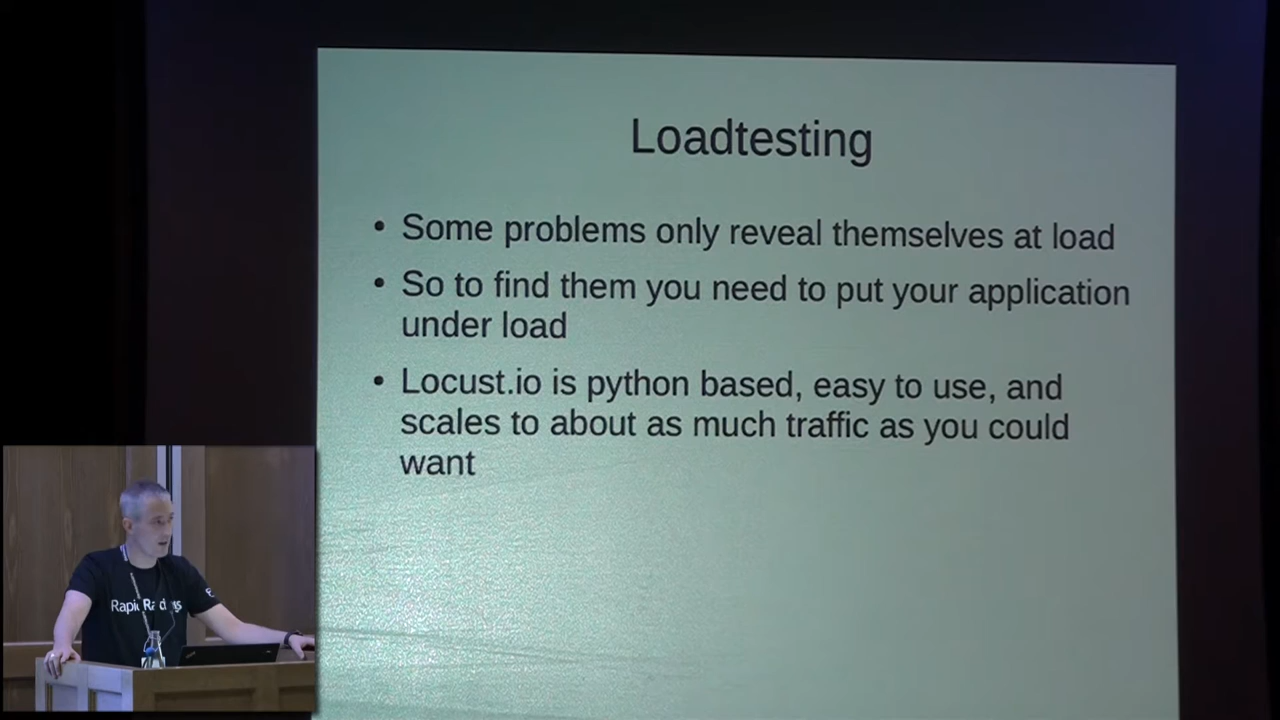 Loadtesting
• Some problems only reveal themselves at load
• So to find them you need to put your application
under load
• Locust.io is python based, easy to use, and
scales to about as much traffic as you could
want